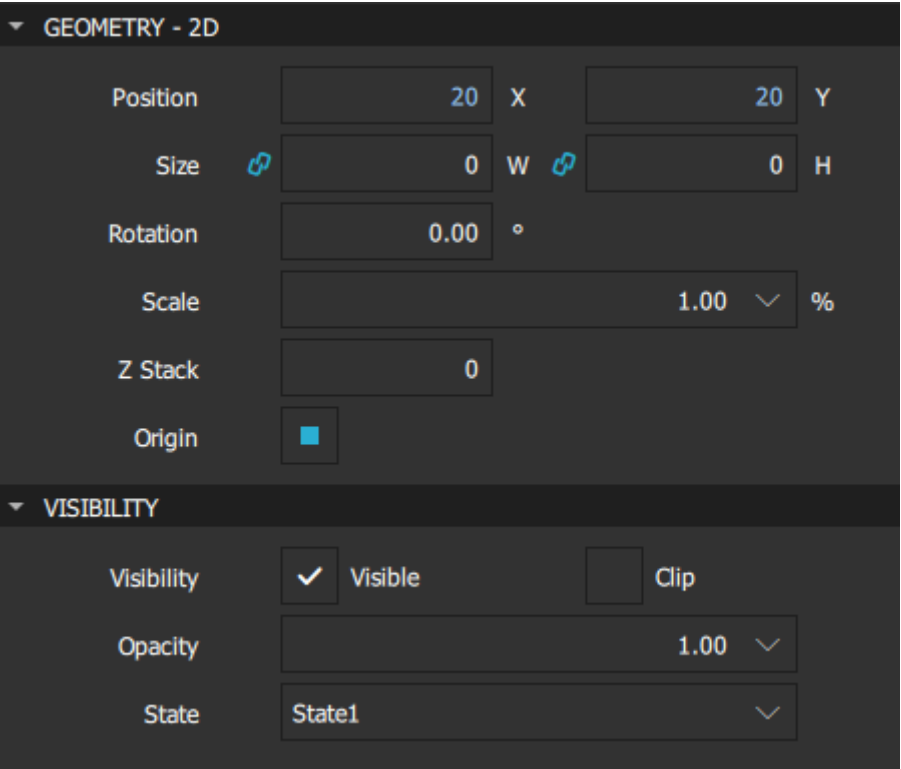 GEOMETRY - 2D
Position 20 X 20 Y
Size 0 W 0 H
Rotation 0.00 °
Scale 1.00 %
Z Stack 0
Origin
VISIBILITY
Visibility Visible Clip
Opacity 1.00
State State1